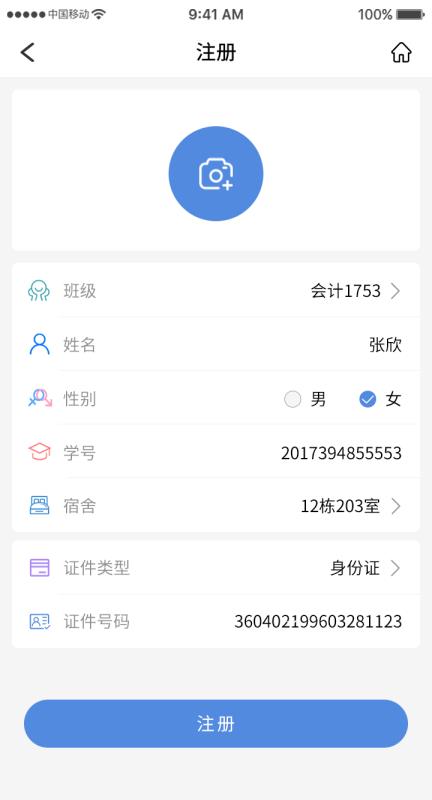 中国移动 9:41 AM 100%
注册
班级 会计1753
姓名 张欣
性别 男 女
学号 2017394855553
宿舍 12栋203室
证件类型 身份证
证件号码 360402199603281123
注册